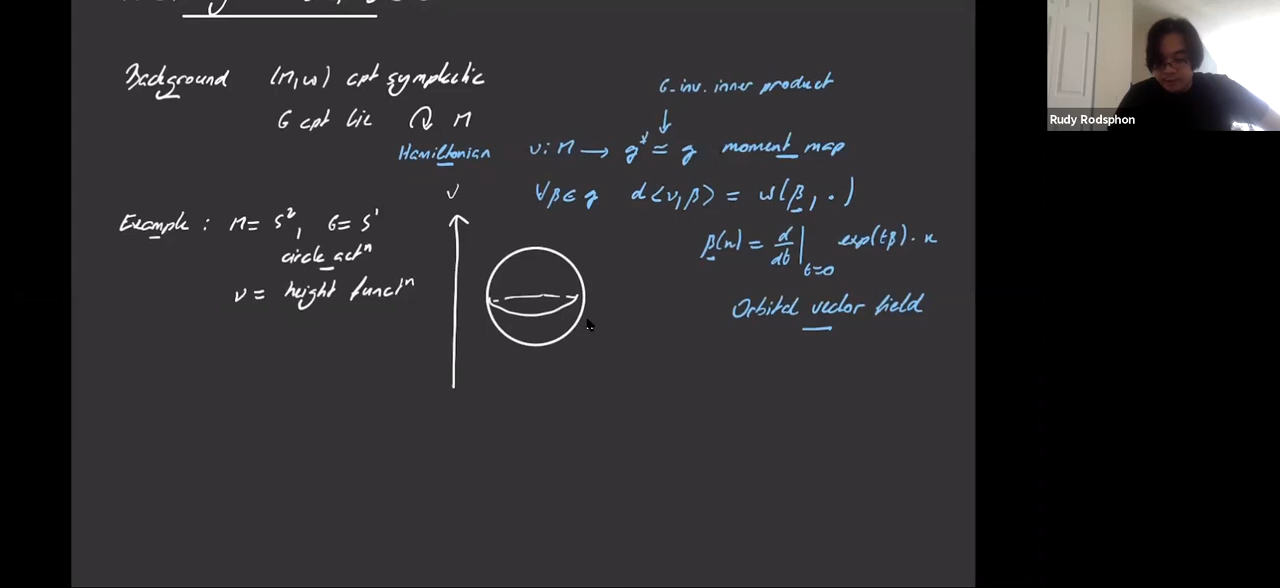 Background (M,ω) cpt symplectic
G cpt Lie ↻ M
Hamiltonian
G-inv. inner product
↓
ν: M → g* ≃ g moment map
∀β∈g d<ν,β> = ω(β, ·)
β(x) = d/dt|t=0 exp(tβ)·x
Orbital vector field
Example: M= S², G= S¹
circle actⁿ
ν = height functⁿ
ν
Rudy Rodsphon